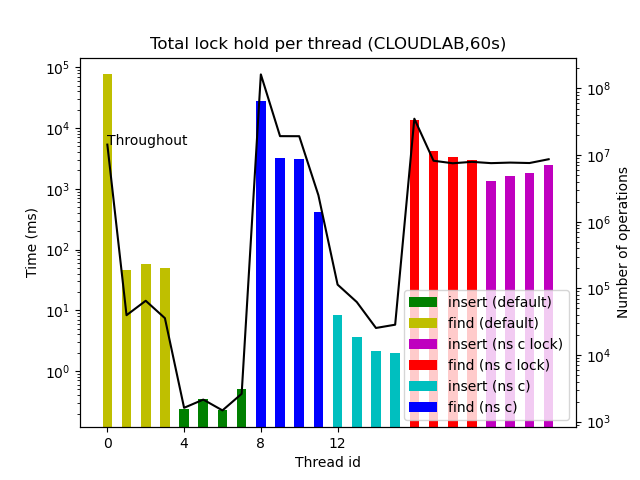 Total lock hold per thread (CLOUDLAB,60s)
10^5
10^4
10^3
10^2
10^1
10^0
Time (ms)
Throughout
10^8
10^7
10^6
10^5
10^4
10^3
Number of operations
insert (default)
find (default)
insert (ns c lock)
find (ns c lock)
insert (ns c)
find (ns c)
0 4 8 12
Thread id